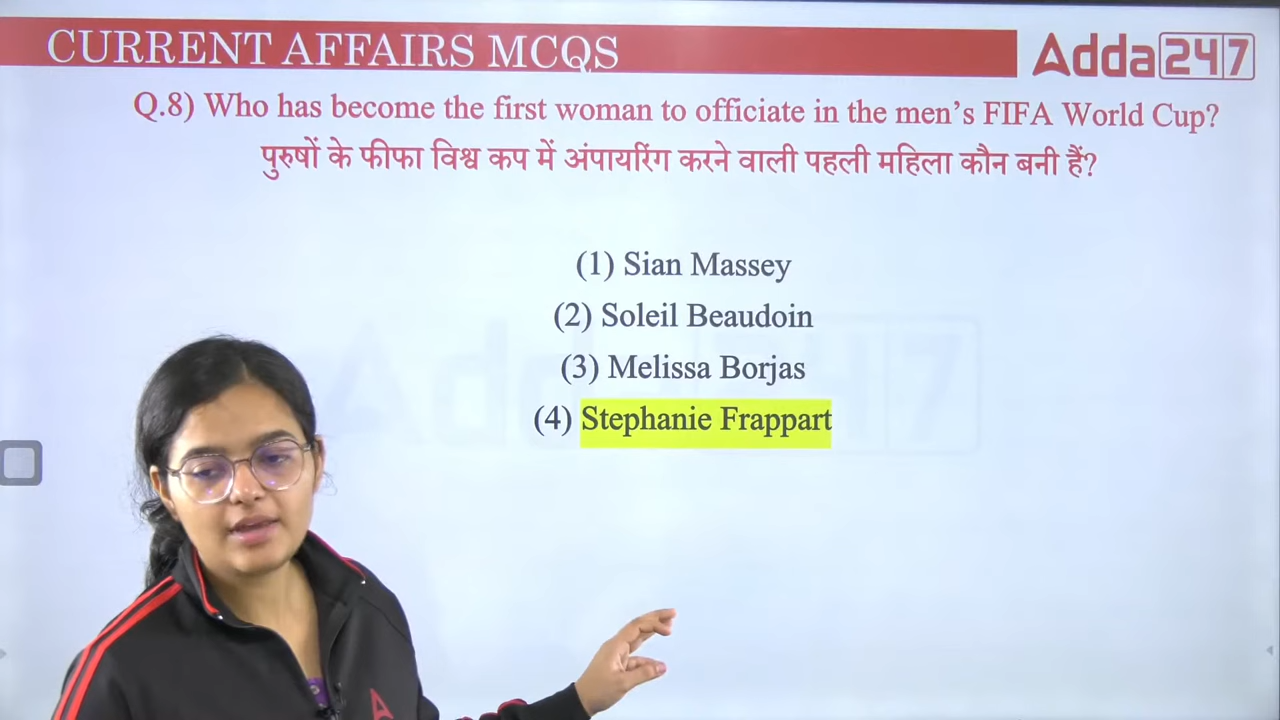 CURRENT AFFAIRS MCQS
Adda247
Q.8) Who has become the first woman to officiate in the men's FIFA World Cup?
पुरुषों के फीफा विश्व कप में अंपायरिंग करने वाली पहली महिला कौन बनी हैं?
(1) Sian Massey
(2) Soleil Beaudoin
(3) Melissa Borjas
(4) Stephanie Frappart